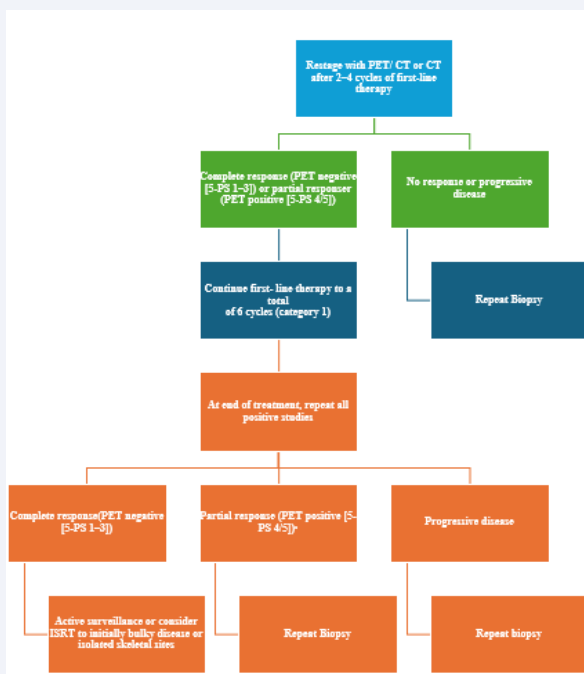 Restage with PET/ CT or CT
after 2–4 cycles of first-line
therapy
Complete response (PET negative
[5-PS 1–3]) or partial responser
(PET positive [5-PS 4/5])
No response or progressive
disease
Continue first- line therapy to a
total
of 6 cycles (category 1)
Repeat Biopsy
At end of treatment, repeat all
positive studies
Complete response(PET negative
[5-PS 1–3])
Partial response (PET positive [5-
PS 4/5])
Progressive disease
Active surveillance or consider
ISRT to initially bulky disease or
isolated skeletal sites
Repeat Biopsy
Repeat biopsy